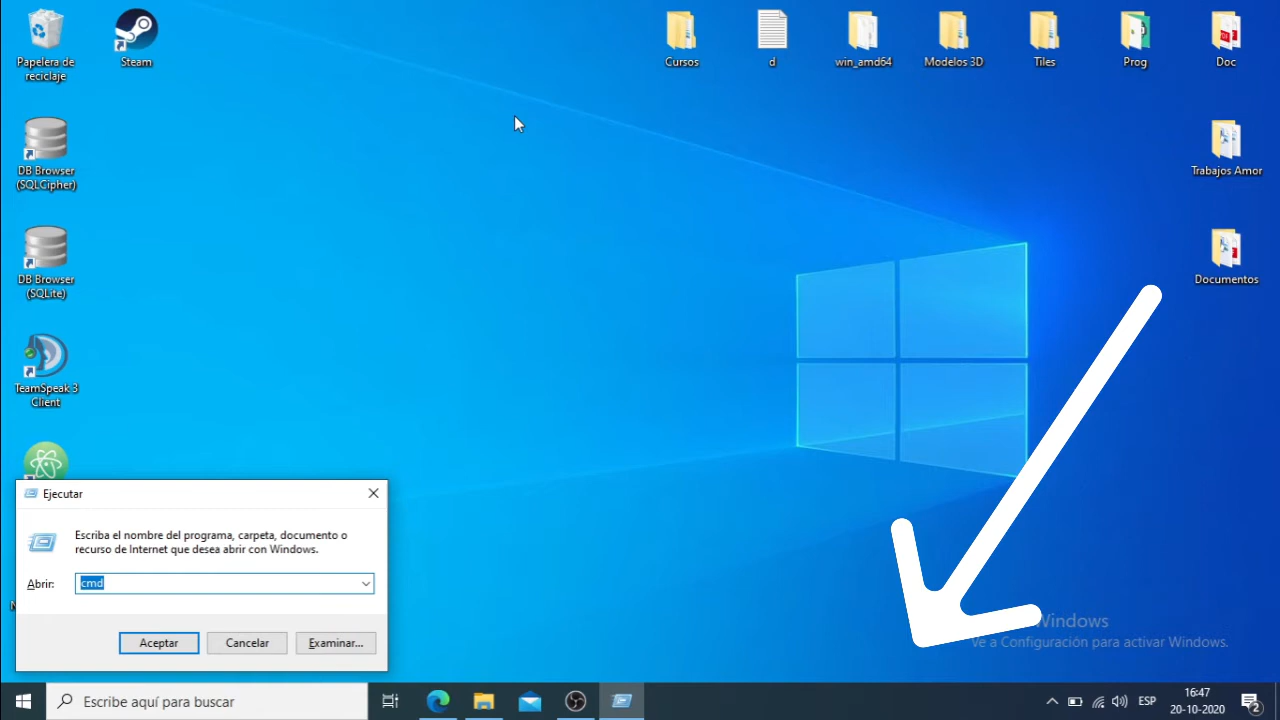 Papelera de
reciclaje
Steam
Cursos
d
win_amd64
Modelos 3D
Tiles
Prog
Doc
DB Browser
(SQLCipher)
Trabajos Amor
DB Browser
(SQLite)
Documentos
TeamSpeak 3
Client
Ejecutar
Escriba el nombre del programa, carpeta, documento o
recurso de Internet que desea abrir con Windows.
Abrir:
cmd
Aceptar
Cancelar
Examinar...
Windows
Ve a Configuración para activar Windows.
Escribe aquí para buscar
ESP
16:47
20-10-2020
2